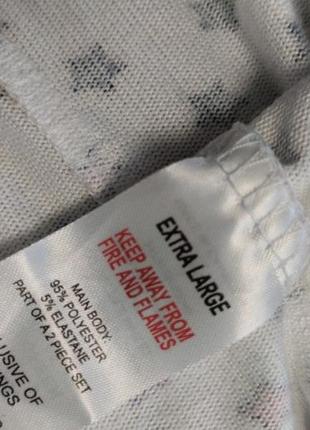 EXTRA LARGE
KEEP AWAY FROM
FIRE AND FLAMES
MAIN BODY:
95% POLYESTER
5% ELASTANE
PART OF A 2 PIECE SET
OF